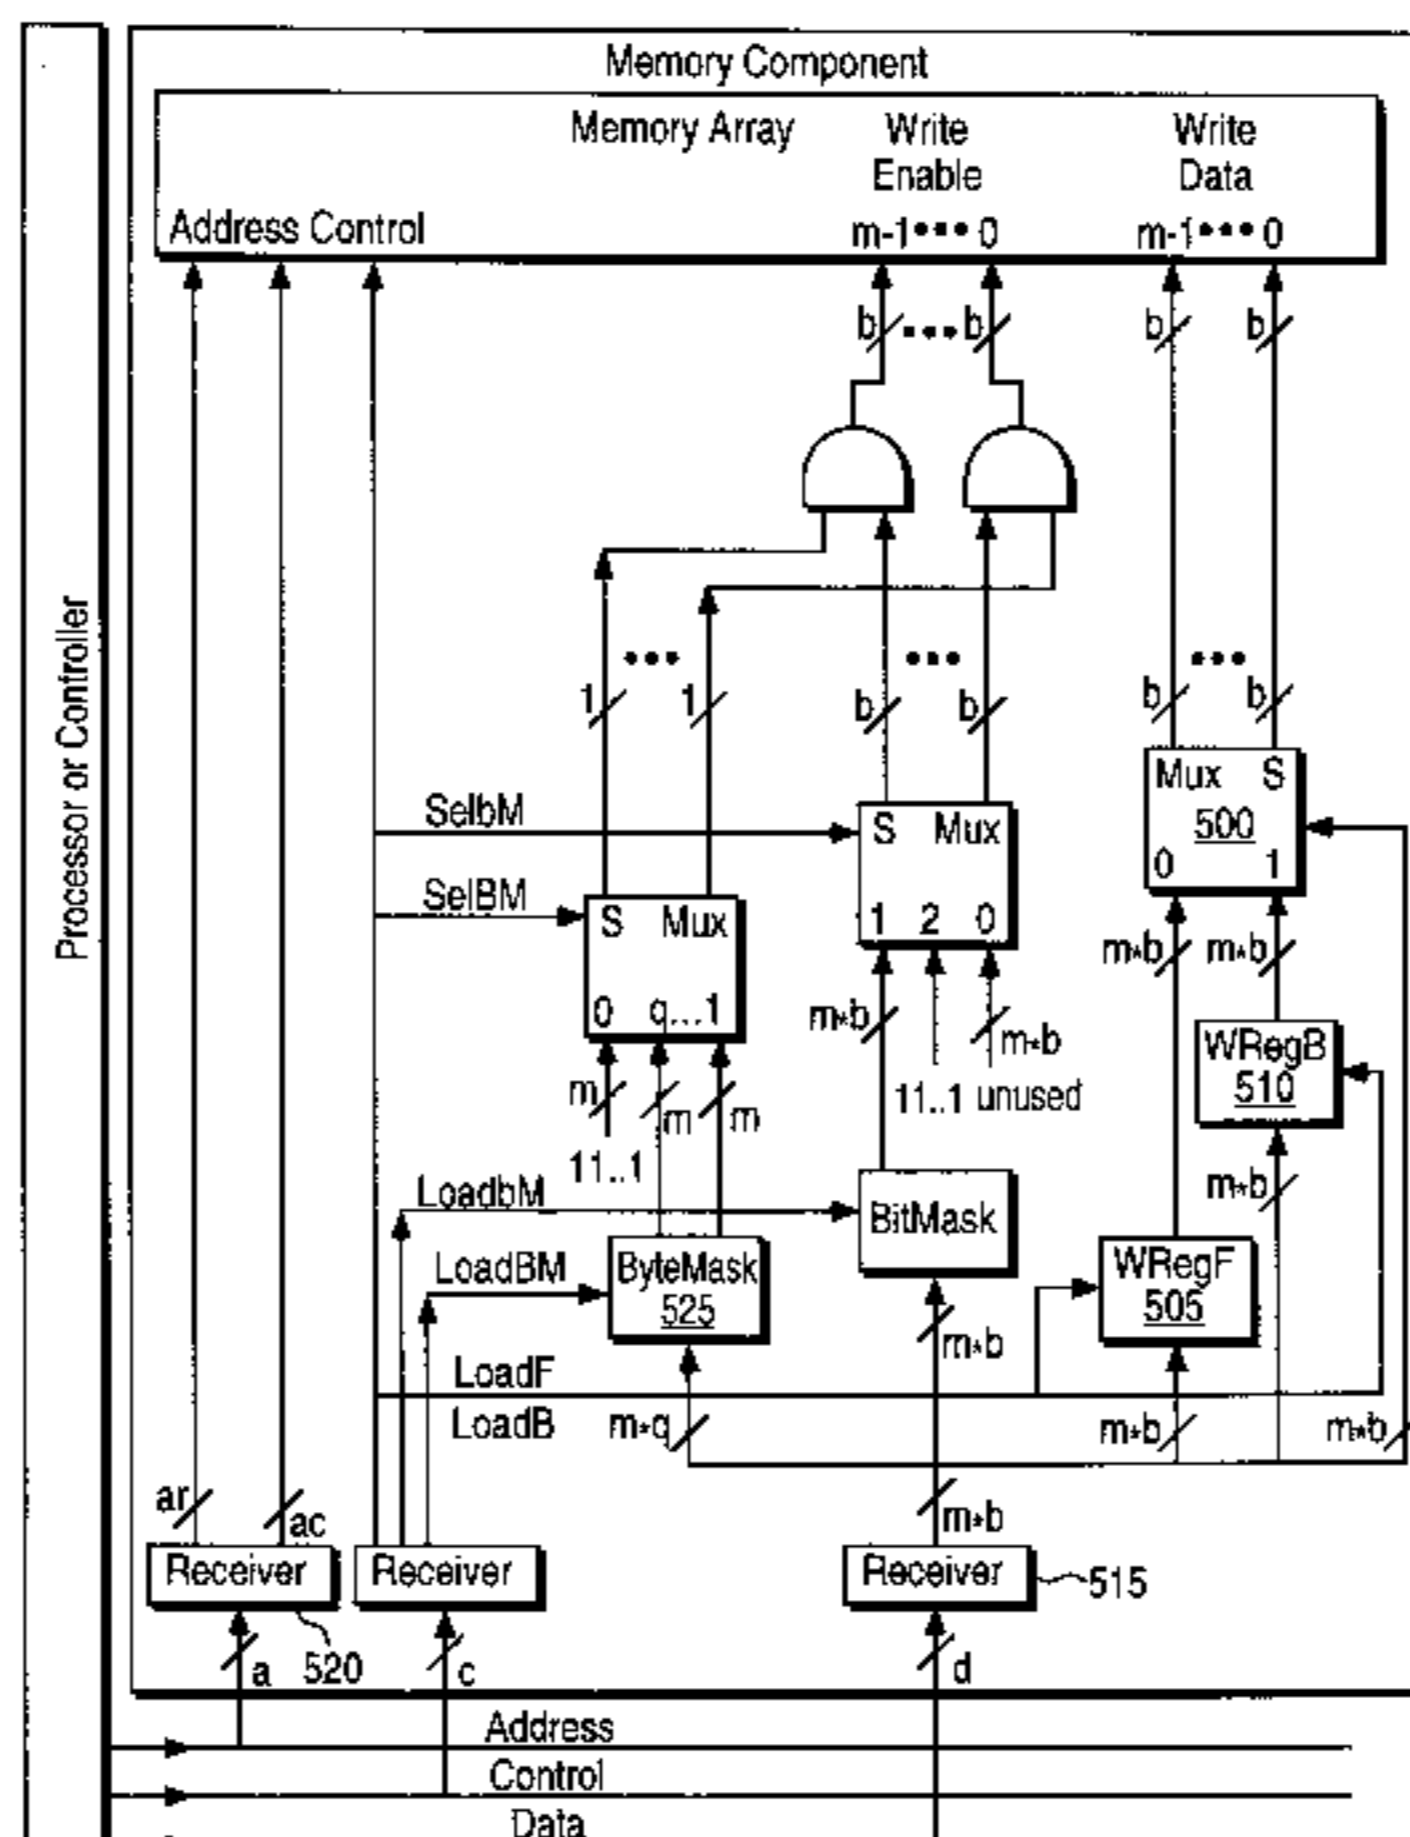 Memory Component
Memory Array
Write Enable
Write Data
Address Control
m-1•••0
m-1•••0
b
•••
b
b
b
Processor or Controller
•••
•••
•••
1
1
b
b
b
b
SelbM
S Mux
Mux S
500
0 1
SelBM
S Mux
1 2 0
0 q...1
m*b
m*b
m*b
m*b
WRegB
510
m
m
m
11..1
11..1 unused
m*b
LoadbM
BitMask
LoadBM
ByteMask
525
WRegF
505
m*b
LoadF
LoadB
m*q
m*b
m*b
ar
ac
m*b
Receiver
Receiver
Receiver
515
a
520
c
d
Address
Control
Data